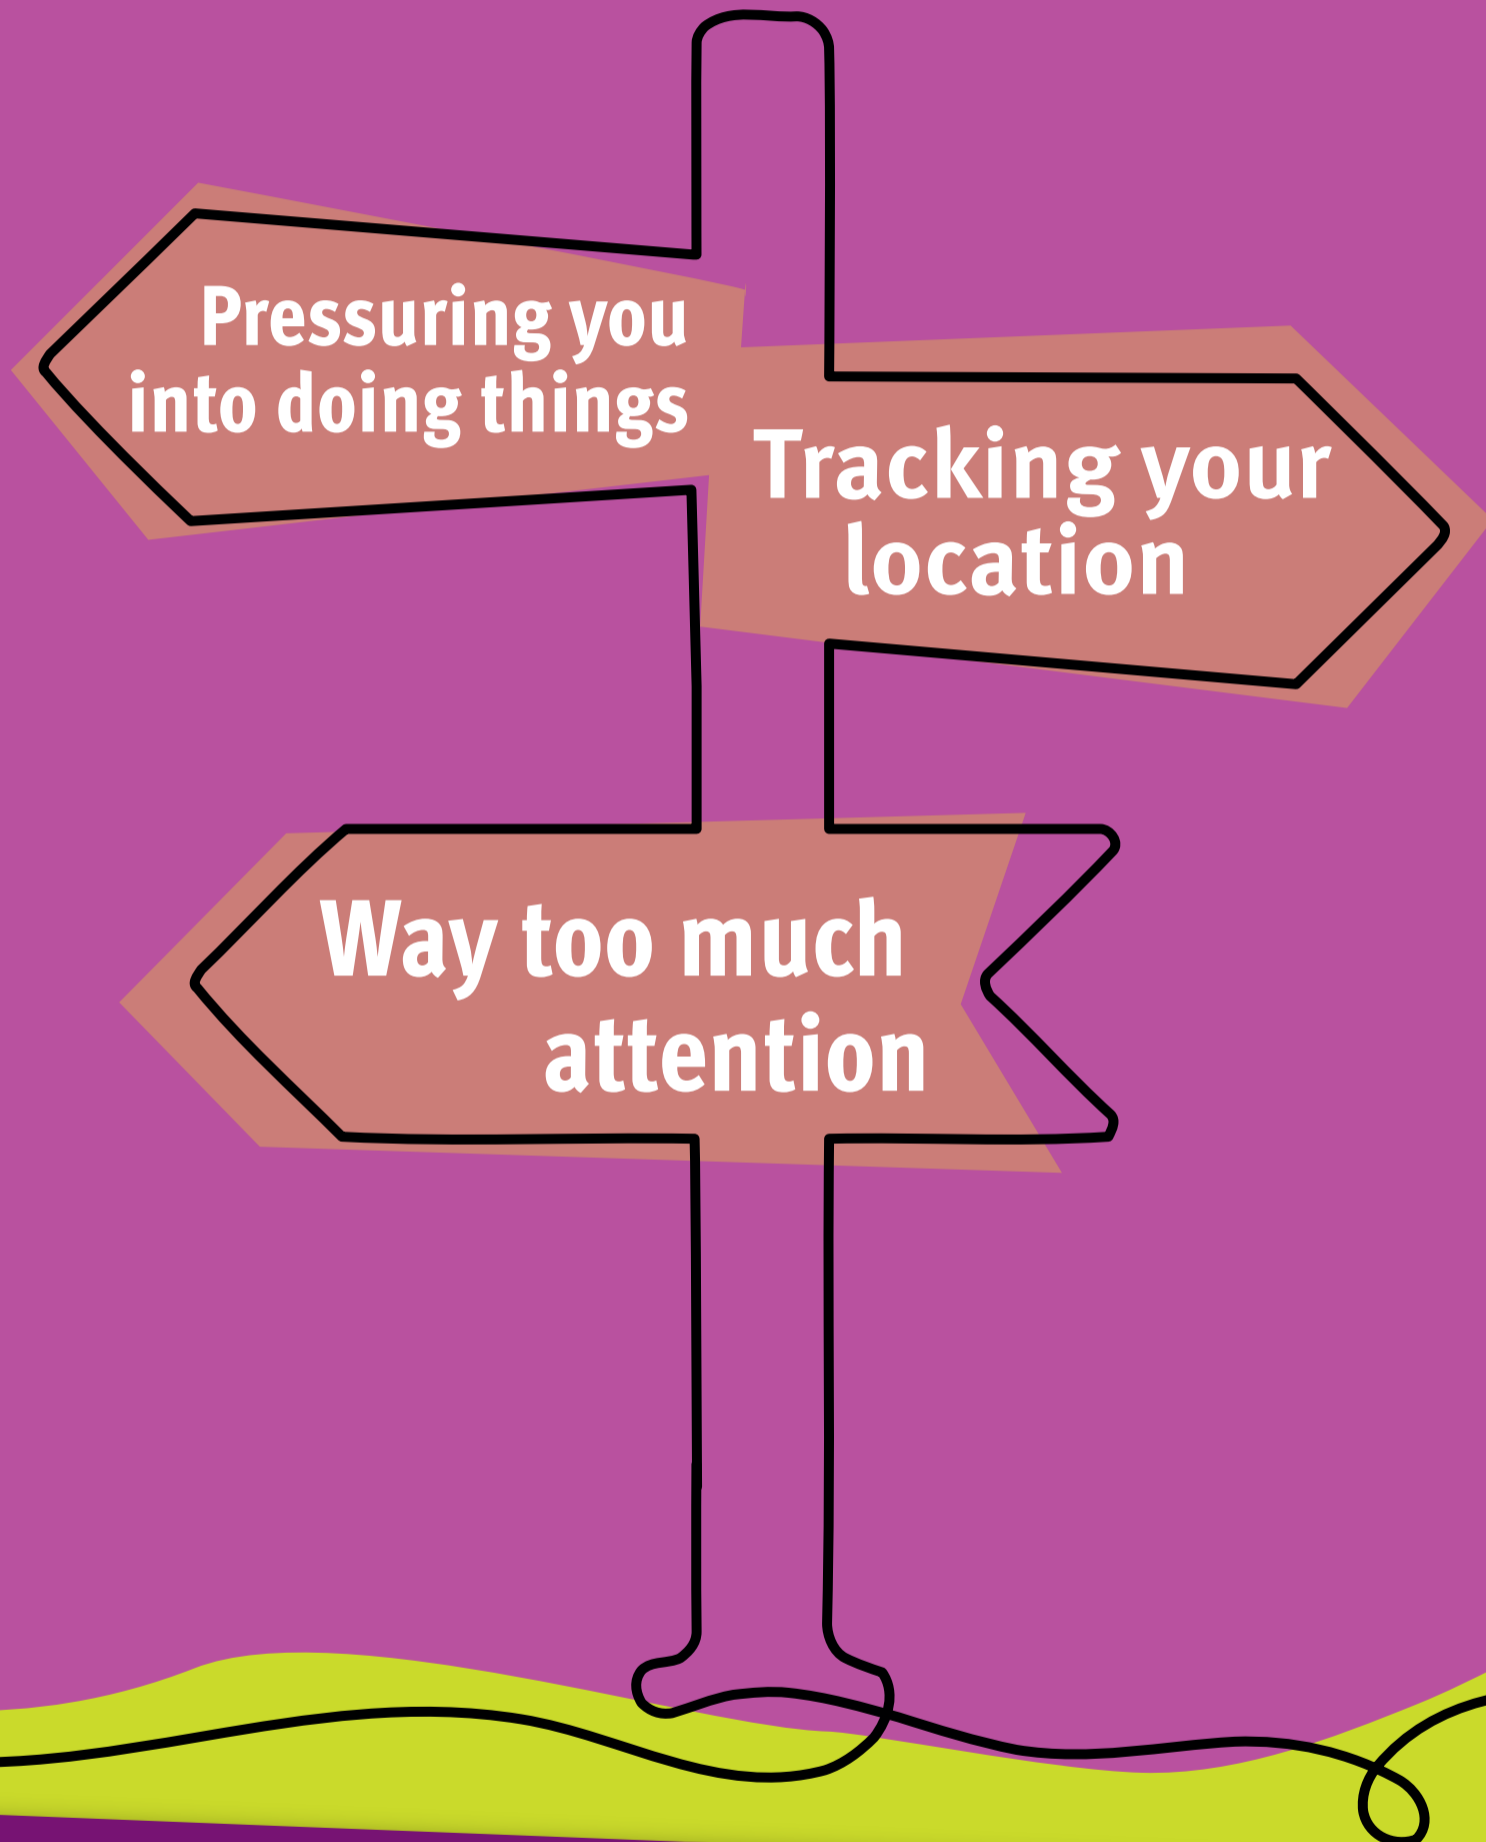 Pressuring you
into doing things
Tracking your
location
Way too much
attention